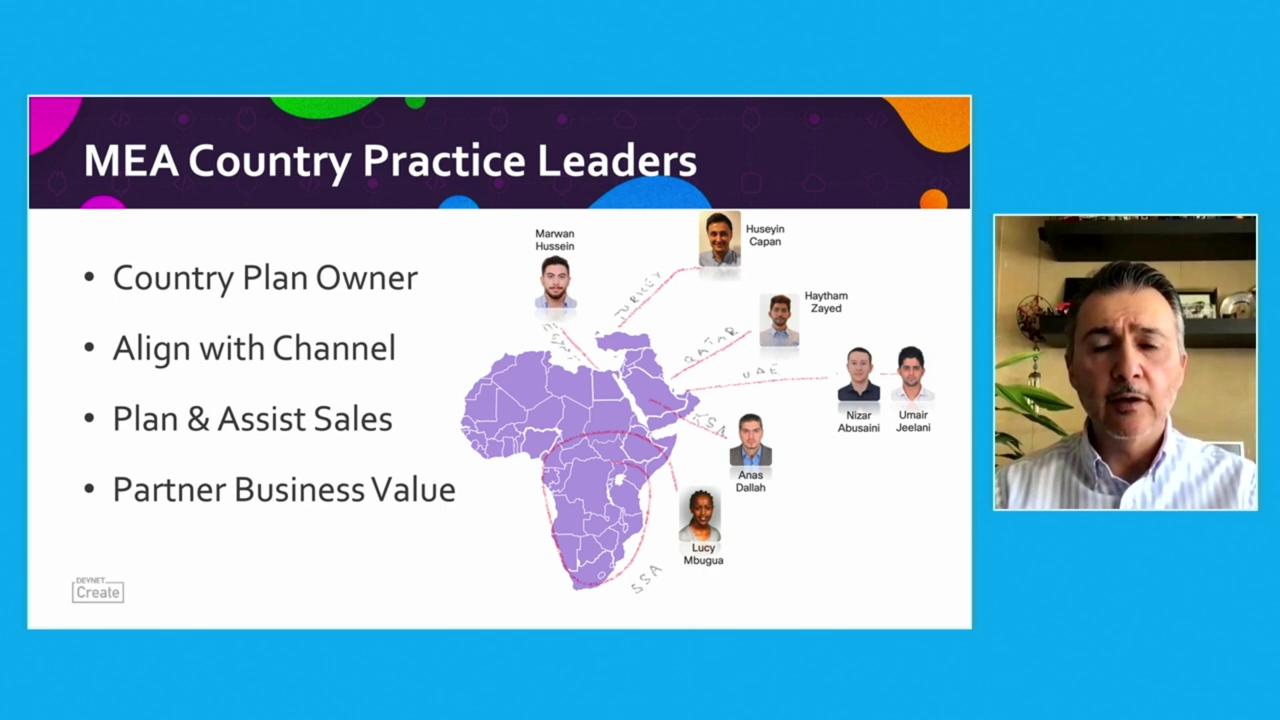 MEA Country Practice Leaders
• Country Plan Owner
• Align with Channel
• Plan & Assist Sales
• Partner Business Value
Marwan
Hussein
Huseyin
Capan
Haytham
Zayed
Nizar
Abusaini
Umair
Jeelani
Anas
Dallah
Lucy
Mbugua
EGYPT
TURKEY
QATAR
UAE
KSA
SSA
DEVNET
Create